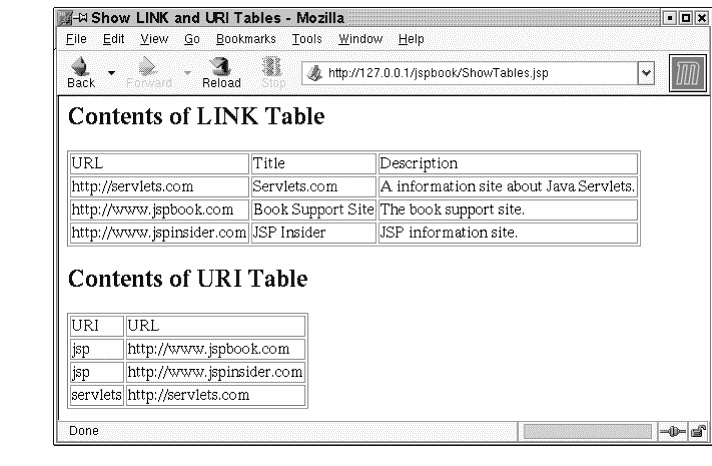 Show LINK and URI Tables - Mozilla
File Edit View Go Bookmarks Tools Window Help
Back Forward Reload Stop http://127.0.0.1/jspbook/ShowTables.jsp
Contents of LINK Table
URL Title Description
http://servlets.com Servlets.com A information site about Java Servlets.
http://www.jspbook.com Book Support Site The book support site.
http://www.jspinsider.com JSP Insider JSP information site.
Contents of URI Table
URI URL
jsp http://www.jspbook.com
jsp http://www.jspinsider.com
servlets http://servlets.com
Done